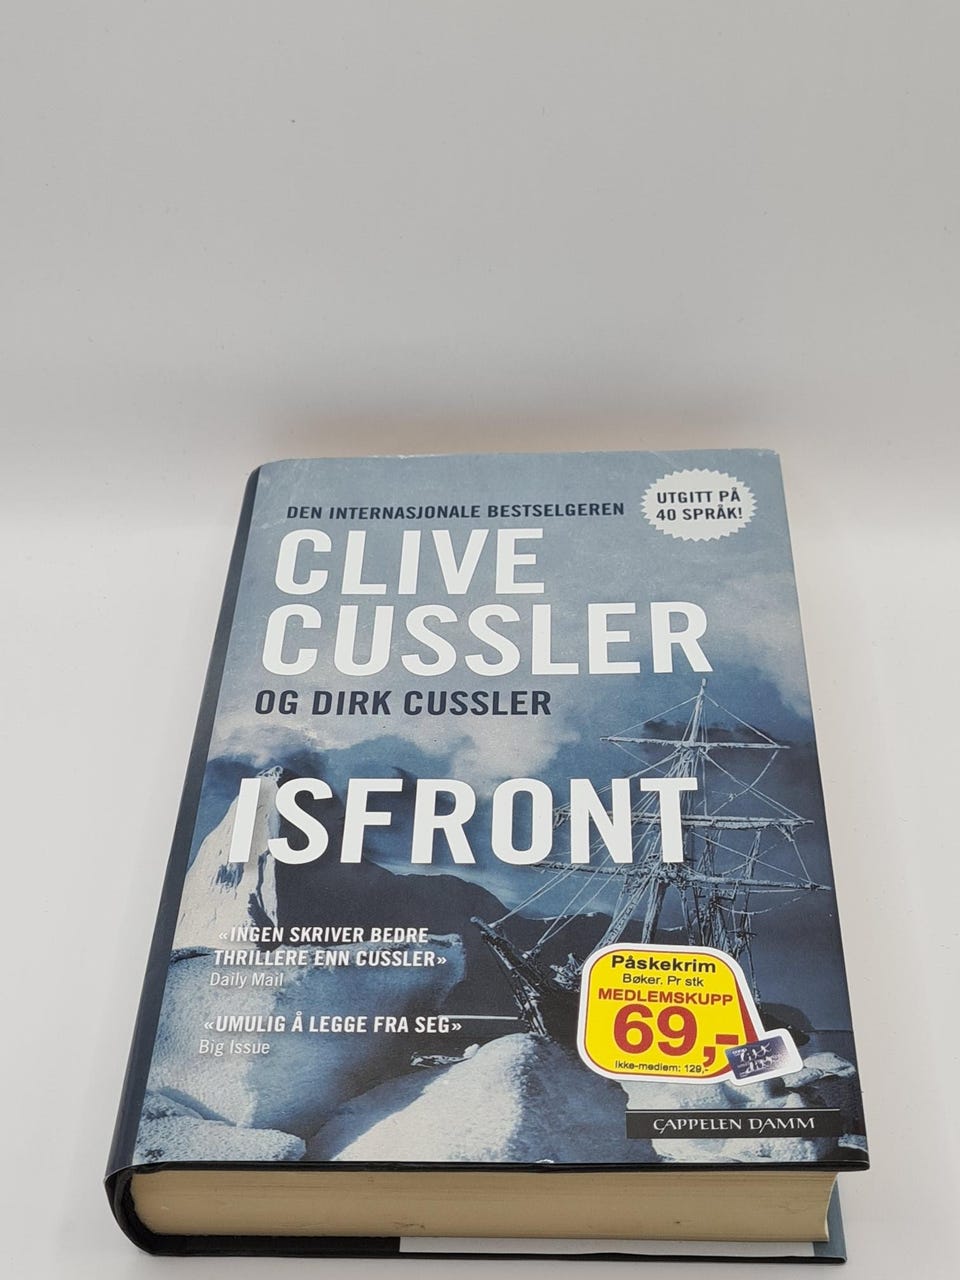 DEN INTERNASJONALE BESTSELGEREN
UTGITT PÅ
40 SPRÅK!
CLIVE
CUSSLER
OG DIRK CUSSLER
ISFRONT
«INGEN SKRIVER BEDRE
THRILLERE ENN CUSSLER»
Daily Mail
«UMULIG Å LEGGE FRA SEG»
Big Issue
Påskekrim
Bøker. Pr stk
MEDLEMSKUPP
69,-
Ikke-medlem: 129,-
CAPPELEN DAMM